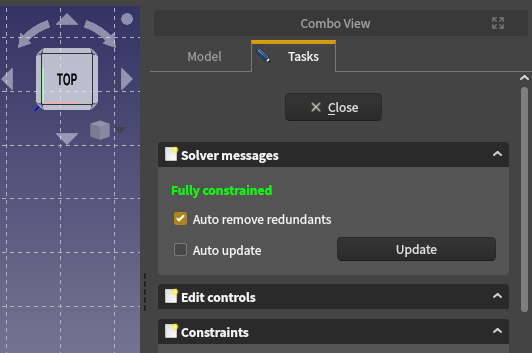 Combo View
Model
Tasks
TOP
Close
Solver messages
Fully constrained
Auto remove redundants
Auto update
Update
Edit controls
Constraints